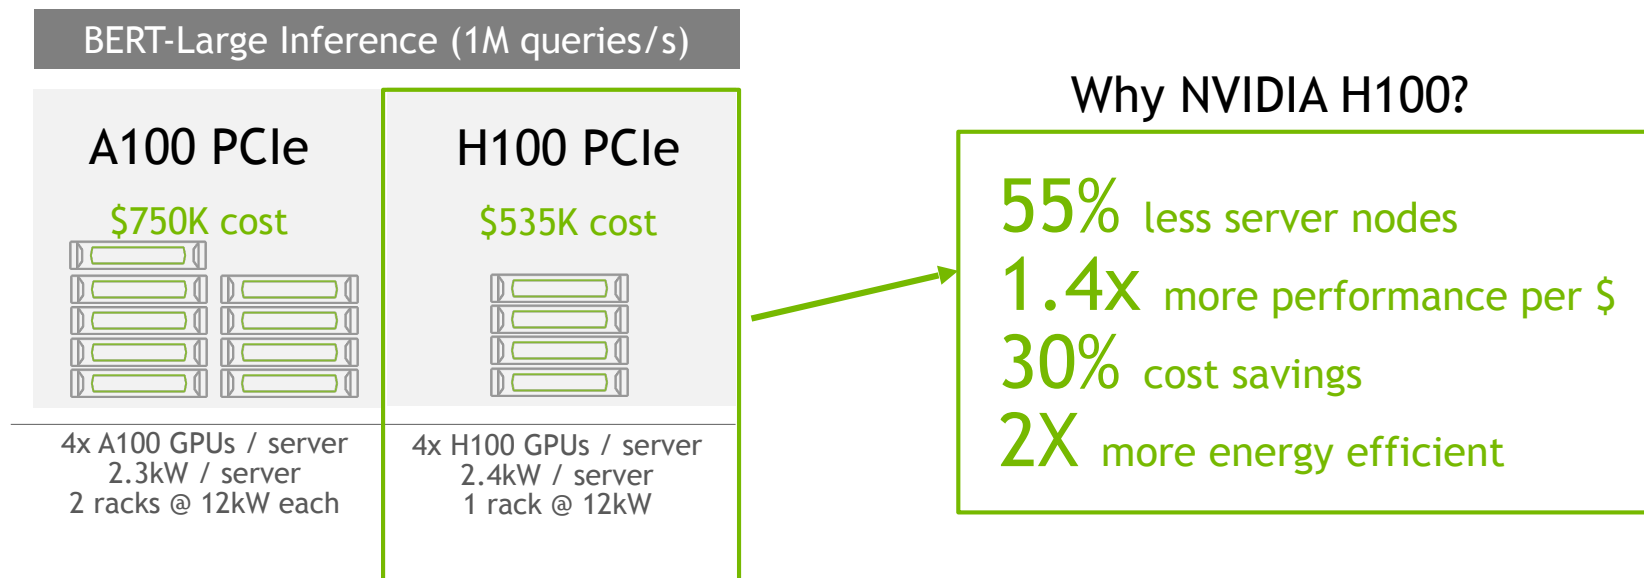 BERT-Large Inference (1M queries/s)
A100 PCIe
$750K cost
4x A100 GPUs / server
2.3kW / server
2 racks @ 12kW each
H100 PCIe
$535K cost
4x H100 GPUs / server
2.4kW / server
1 rack @ 12kW
Why NVIDIA H100?
55% less server nodes
1.4x more performance per $
30% cost savings
2X more energy efficient